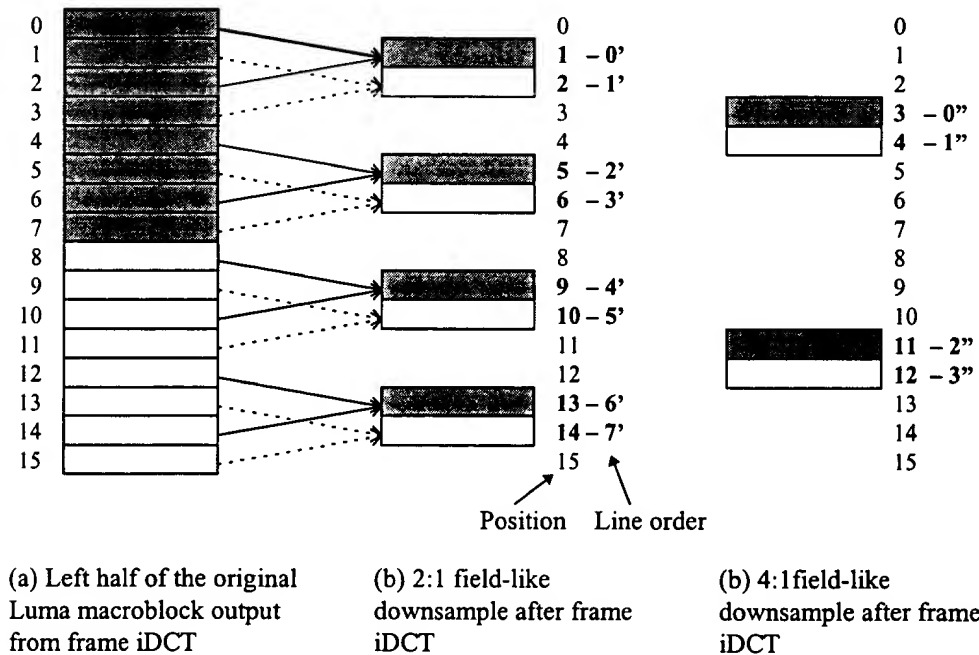 0
1
2
3
4
5
6
7
8
9
10
11
12
13
14
15
0
1 – 0’
2 – 1’
3
4
5 – 2’
6 – 3’
7
8
9 – 4’
10 – 5’
11
12
13 – 6’
14 – 7’
15
Position Line order
0
1
2
3 – 0”
4 – 1”
5
6
7
8
9
10
11 – 2”
12 – 3”
13
14
15
(a) Left half of the original
Luma macroblock output
from frame iDCT
(b) 2:1 field-like
downsample after frame
iDCT
(b) 4:1field-like
downsample after frame
iDCT